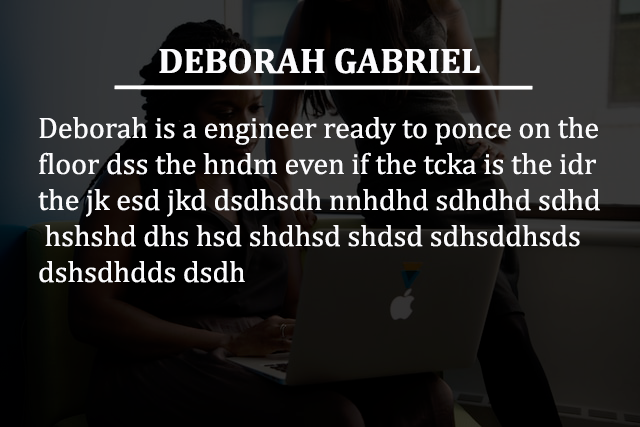 DEBORAH GABRIEL
Deborah is a engineer ready to ponce on the
floor dss the hndm even if the tcka is the idr
the jk esd jkd dsdhsdh nnhdhd sdhdhd sdhd
hshshd dhs hsd shdhsd shdsd sdhsddhsds
dshsdhdds dsdh